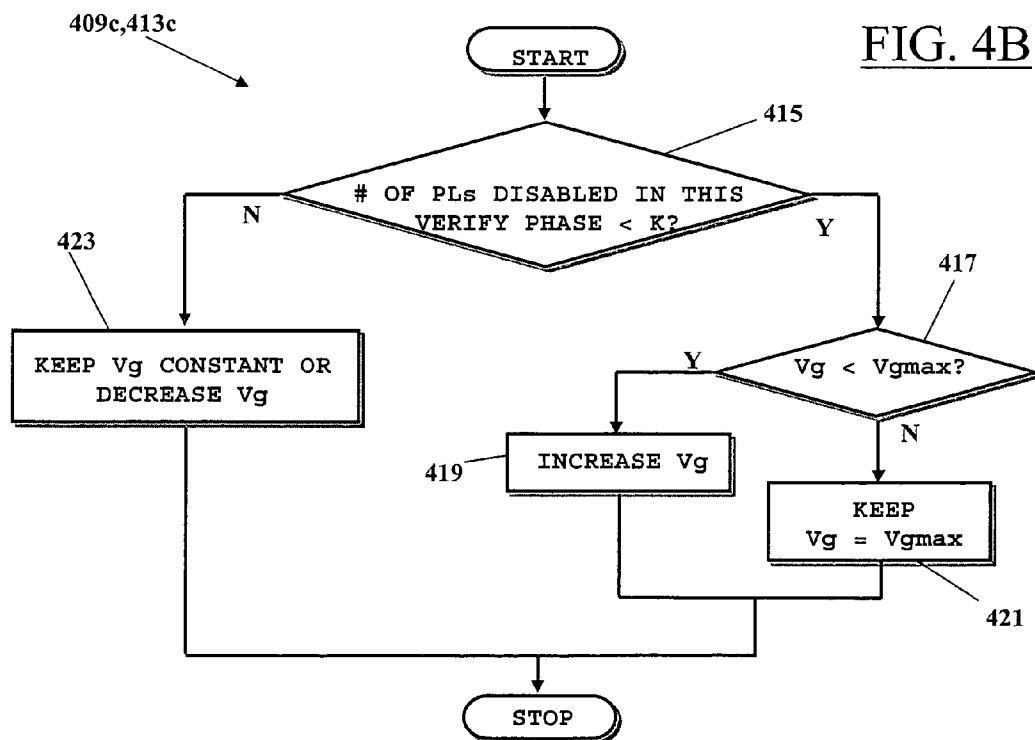 409c,413c
START
FIG. 4B
415
# OF PLs DISABLED IN THIS
VERIFY PHASE < K?
N
Y
423
417
KEEP Vg CONSTANT OR
DECREASE Vg
Vg < Vgmax?
Y
N
419
INCREASE Vg
KEEP
Vg = Vgmax
421
STOP